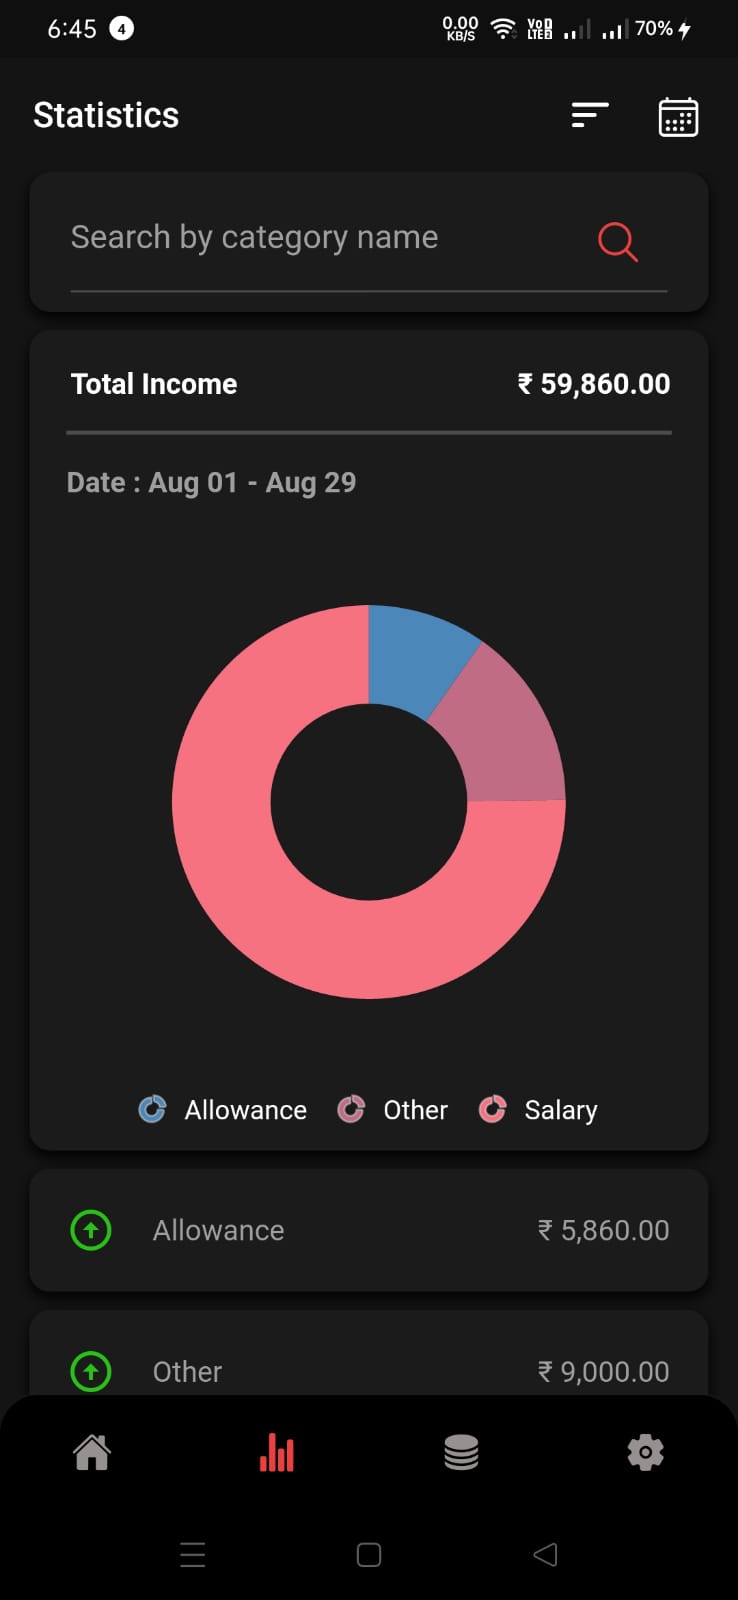 6:45 4 0.00 KB/S VoD LTE2 70%
Statistics
Search by category name
Total Income ₹ 59,860.00
Date : Aug 01 - Aug 29
Allowance Other Salary
Allowance ₹ 5,860.00
Other ₹ 9,000.00